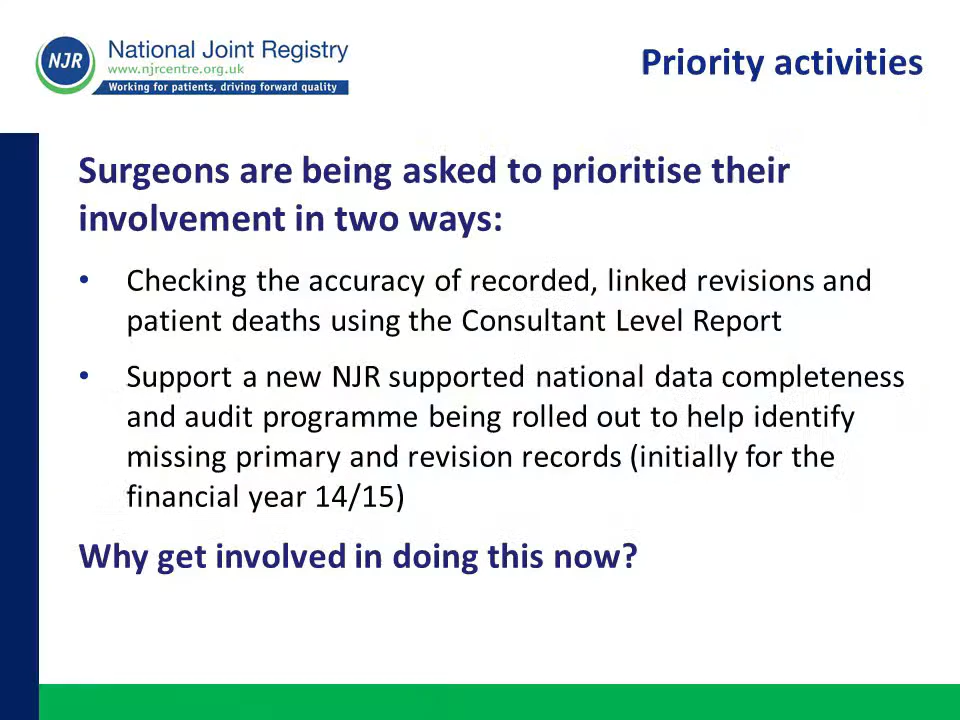 NJR
National Joint Registry
www.njrcentre.org.uk
Working for patients, driving forward quality
Priority activities
Surgeons are being asked to prioritise their
involvement in two ways:
• Checking the accuracy of recorded, linked revisions and
patient deaths using the Consultant Level Report
• Support a new NJR supported national data completeness
and audit programme being rolled out to help identify
missing primary and revision records (initially for the
financial year 14/15)
Why get involved in doing this now?